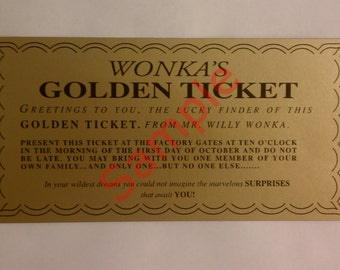 WONKA'S
GOLDEN TICKET
GREETINGS TO YOU, THE LUCKY FINDER OF THIS
GOLDEN TICKET, FROM MR. WILLY WONKA.
PRESENT THIS TICKET AT THE FACTORY GATES AT TEN O'CLOCK
IN THE MORNING OF THE FIRST DAY OF OCTOBER AND DO NOT
BE LATE. YOU MAY BRING WITH YOU ONE MEMBER OF YOUR
OWN FAMILY...AND ONLY ONE...BUT NO ONE ELSE.......
In your wildest dreams you could not imagine the marvelous SURPRISES
that await YOU!
Sample